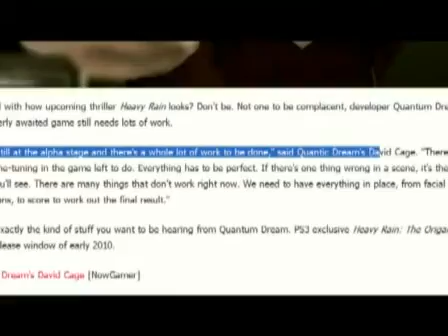 d with how upcoming thriller Heavy Rain looks? Don't be. Not one to be complacent, developer Quantum Dre
erly awaited game still needs lots of work.
till at the alpha stage and there's a whole lot of work to be done," said Quantic Dream's David Cage. "There
ne-tuning in the game left to do. Everything has to be perfect. If there's one thing wrong in a scene, it's the
u'll see. There are many things that don't work right now. We need to have everything in place, from facial
ons, to score to work out the final result."
xactly the kind of stuff you want to be hearing from Quantum Dream. PS3 exclusive Heavy Rain: The Origa
lease window of early 2010.
Dream's David Cage [NowGamer]